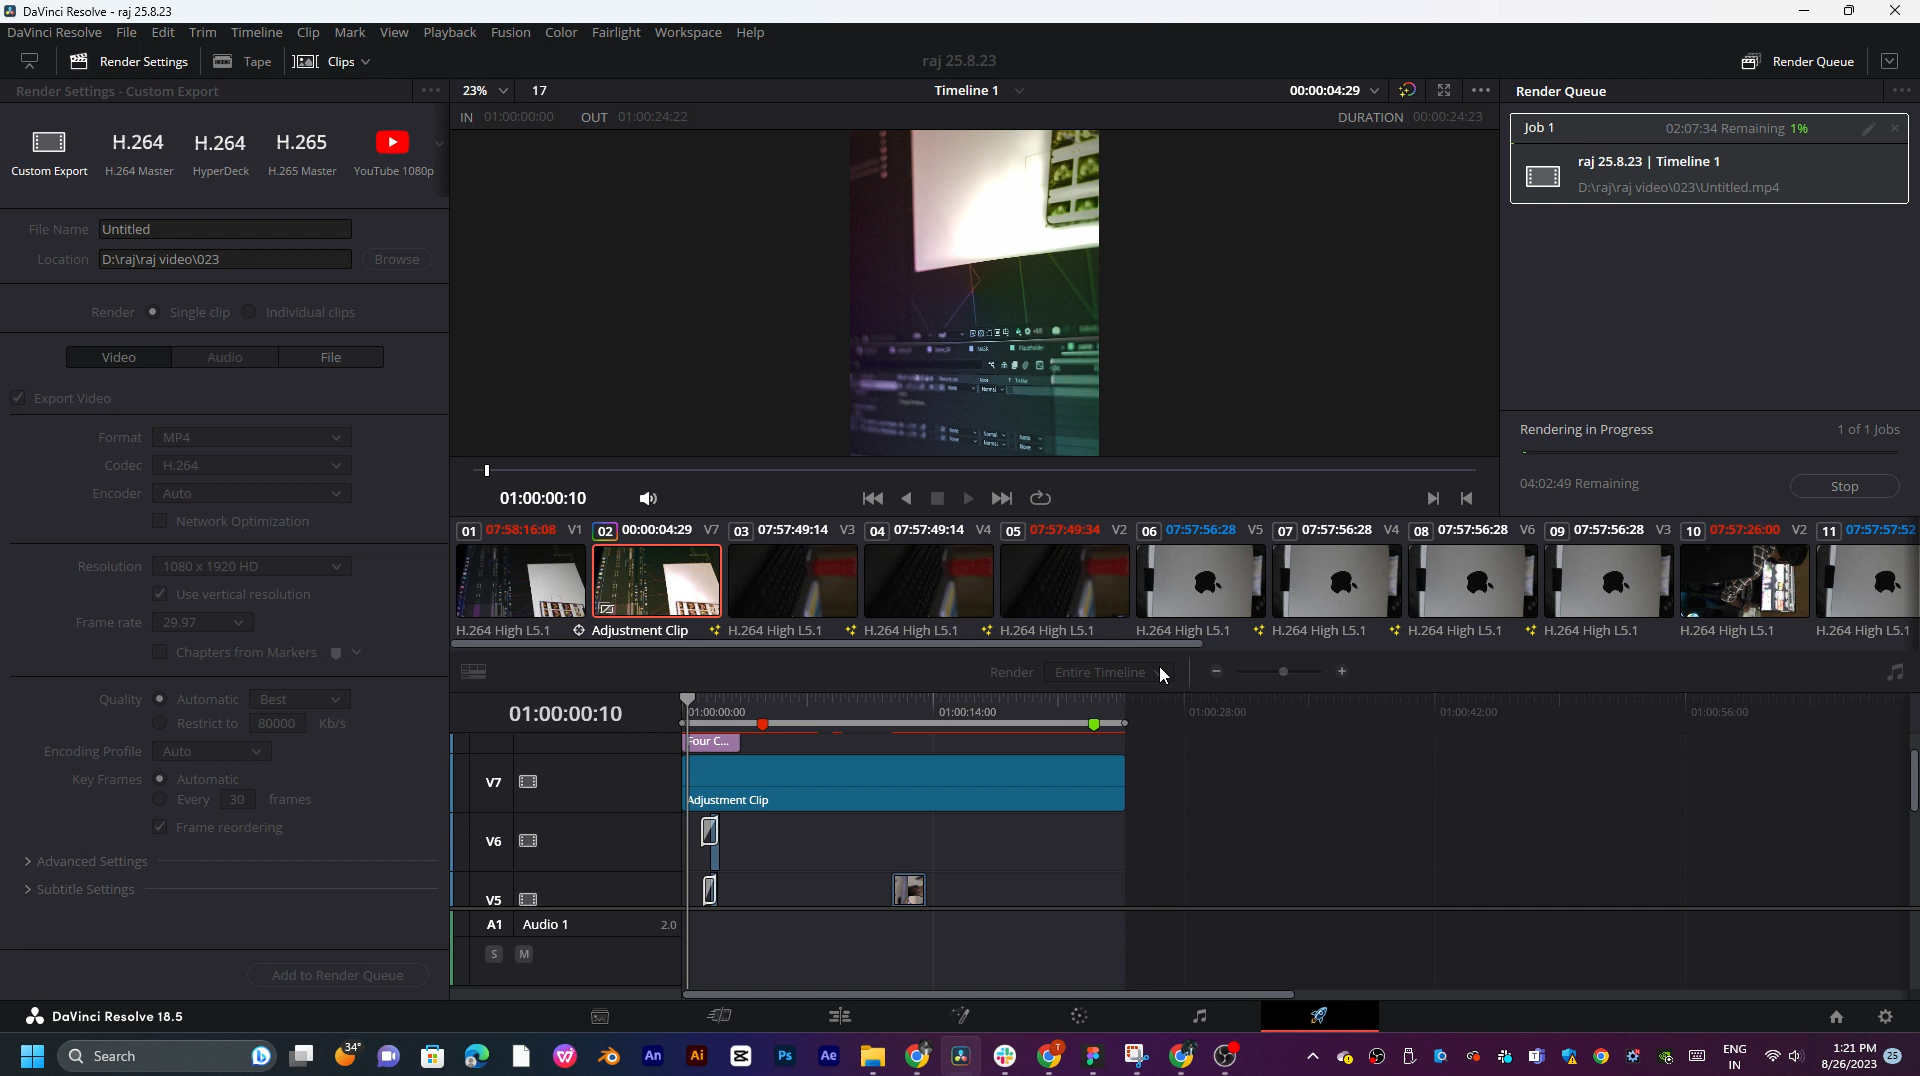 DaVinci Resolve - raj 25.8.23
DaVinci Resolve File Edit Trim Timeline Clip Mark View Playback Fusion Color Fairlight Workspace Help
Render Settings Tape Clips raj 25.8.23 Render Queue
Render Settings - Custom Export 23% 17 Timeline 1 00:00:04:29 Render Queue
IN 01:00:00:00 OUT 01:00:24:22 DURATION 00:00:24:23
H.264 H.264 H.265
Custom Export H.264 Master HyperDeck H.265 Master YouTube 1080p
Job 1 02:07:34 Remaining 1%
raj 25.8.23 | Timeline 1
D:\raj\raj video\023\Untitled.mp4
File Name Untitled
Location D:\raj\raj video\023 Browse
Render Single clip Individual clips
Video Audio File
Export Video
Format MP4
Codec H.264
Encoder Auto
Network Optimization
Resolution 1080 x 1920 HD
Use vertical resolution
Frame rate 29.97
Chapters from Markers
Quality Automatic Best
Restrict to 80000 Kb/s
Encoding Profile Auto
Key Frames Automatic
Every 30 frames
Frame reordering
Advanced Settings
Subtitle Settings
Add to Render Queue
Rendering in Progress 1 of 1 Jobs
04:02:49 Remaining Stop
01:00:00:10
01 07:58:16:08 V1 02 00:00:04:29 V7 03 07:57:49:14 V3 04 07:57:49:14 V4 05 07:57:49:34 V2 06 07:57:56:28 V5 07 07:57:56:28 V4 08 07:57:56:28 V6 09 07:57:56:28 V3 10 07:57:26:00 V2 11 07:57:57:52
H.264 High L5.1 Adjustment Clip H.264 High L5.1 H.264 High L5.1 H.264 High L5.1 H.264 High L5.1 H.264 High L5.1 H.264 High L5.1 H.264 High L5.1 H.264 High L5.1 H.264 High L5.1
Render Entire Timeline
01:00:00:10 01:00:00:00 01:00:14:00 01:00:28:00 01:00:42:00 01:00:56:00
Four C...
V7
Adjustment Clip
V6
V5
A1 Audio 1 2.0
S M
DaVinci Resolve 18.5
Search 34° An Ai Ps Ae ENG IN 1:21 PM 8/26/2023 25